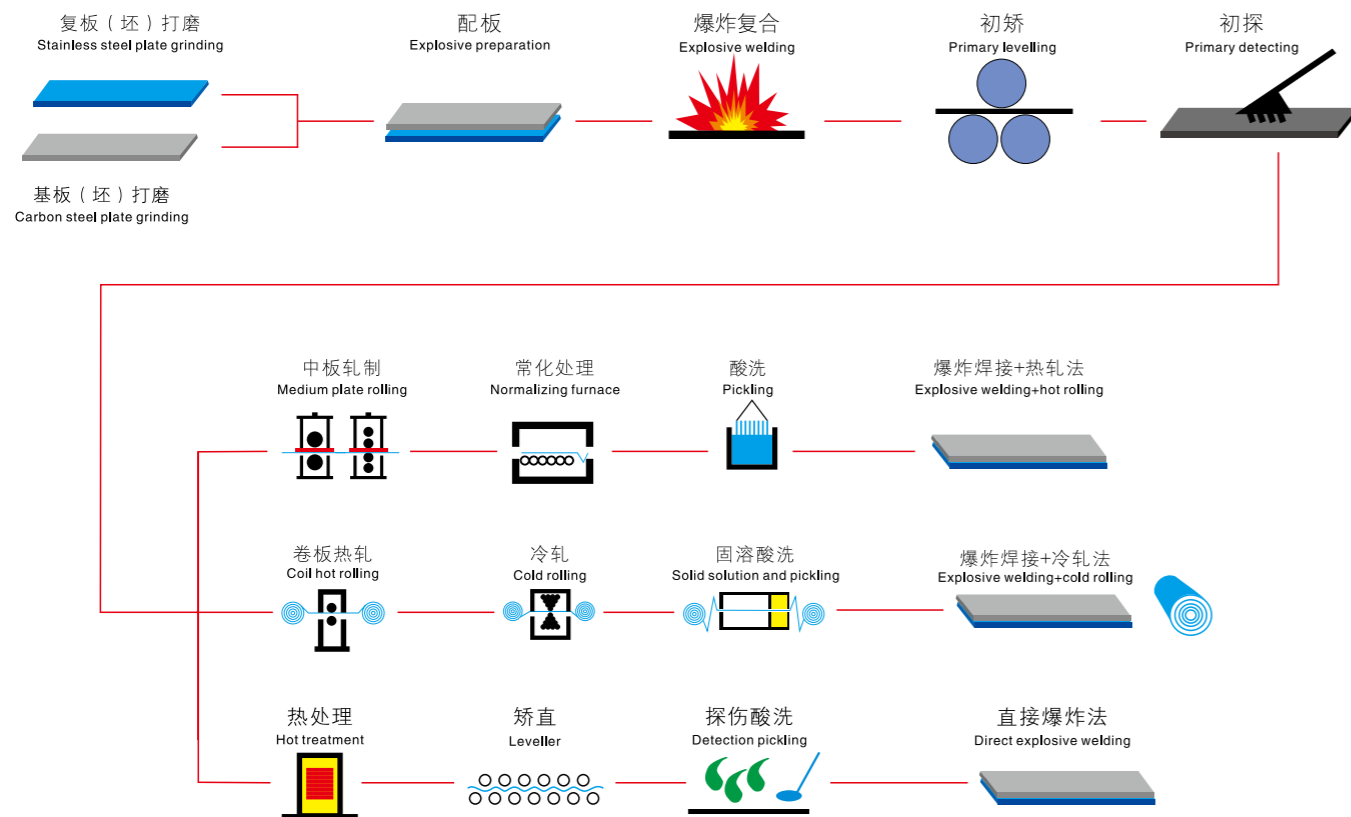 复板（坯）打磨
Stainless steel plate grinding
配板
Explosive preparation
爆炸复合
Explosive welding
初矫
Primary levelling
初探
Primary detecting
基板（坯）打磨
Carbon steel plate grinding
中板轧制
Medium plate rolling
常化处理
Normalizing furnace
酸洗
Pickling
爆炸焊接+热轧法
Explosive welding+hot rolling
卷板热轧
Coil hot rolling
冷轧
Cold rolling
固溶酸洗
Solid solution and pickling
爆炸焊接+冷轧法
Explosive welding+cold rolling
热处理
Hot treatment
矫直
Leveller
探伤酸洗
Detection pickling
直接爆炸法
Direct explosive welding